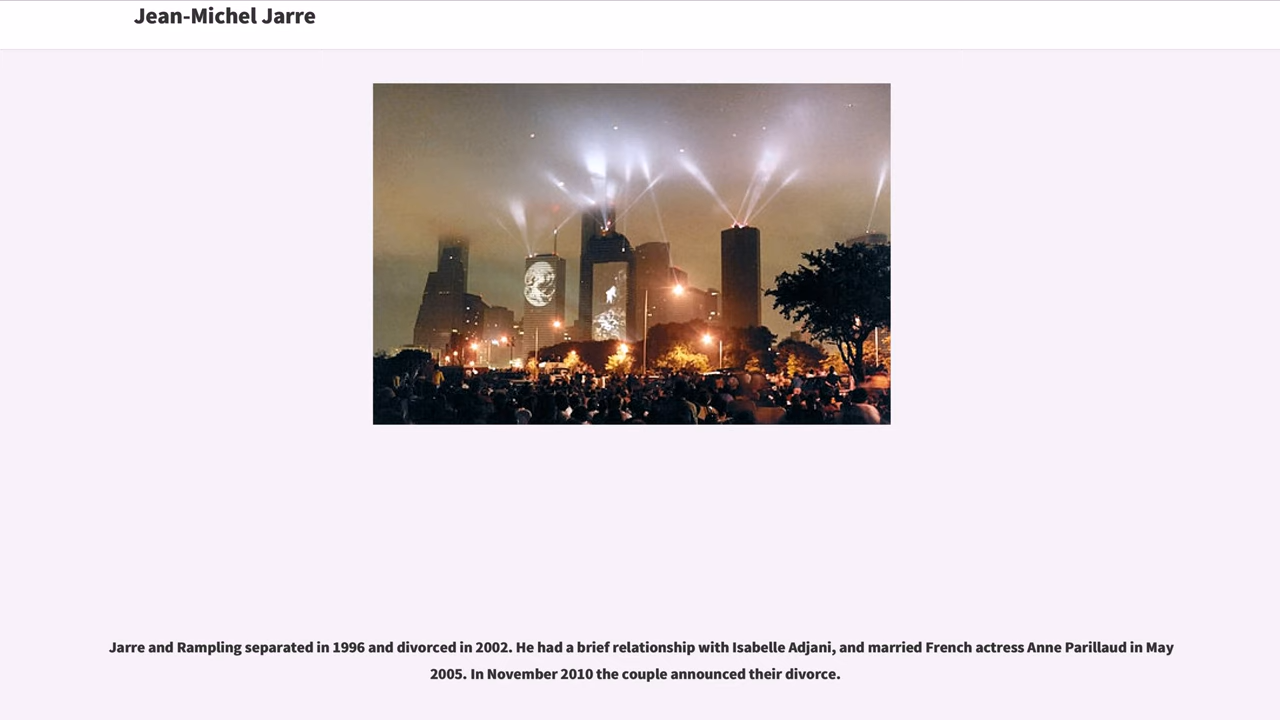 Jean-Michel Jarre
Jarre and Rampling separated in 1996 and divorced in 2002. He had a brief relationship with Isabelle Adjani, and married French actress Anne Parillaud in May
2005. In November 2010 the couple announced their divorce.